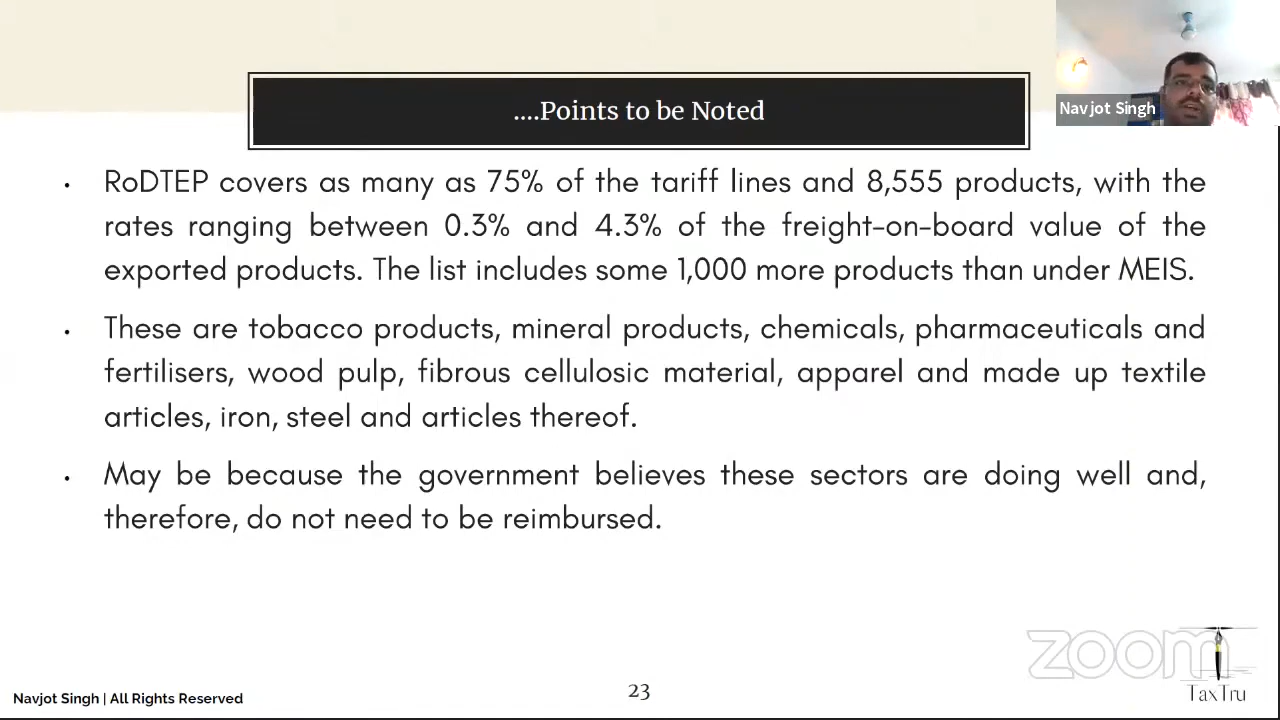 ....Points to be Noted
Navjot Singh
• RoDTEP covers as many as 75% of the tariff lines and 8,555 products, with the
rates ranging between 0.3% and 4.3% of the freight-on-board value of the
exported products. The list includes some 1,000 more products than under MEIS.
• These are tobacco products, mineral products, chemicals, pharmaceuticals and
fertilisers, wood pulp, fibrous cellulosic material, apparel and made up textile
articles, iron, steel and articles thereof.
• May be because the government believes these sectors are doing well and,
therefore, do not need to be reimbursed.
zoom
Navjot Singh | All Rights Reserved
23
TaxTru